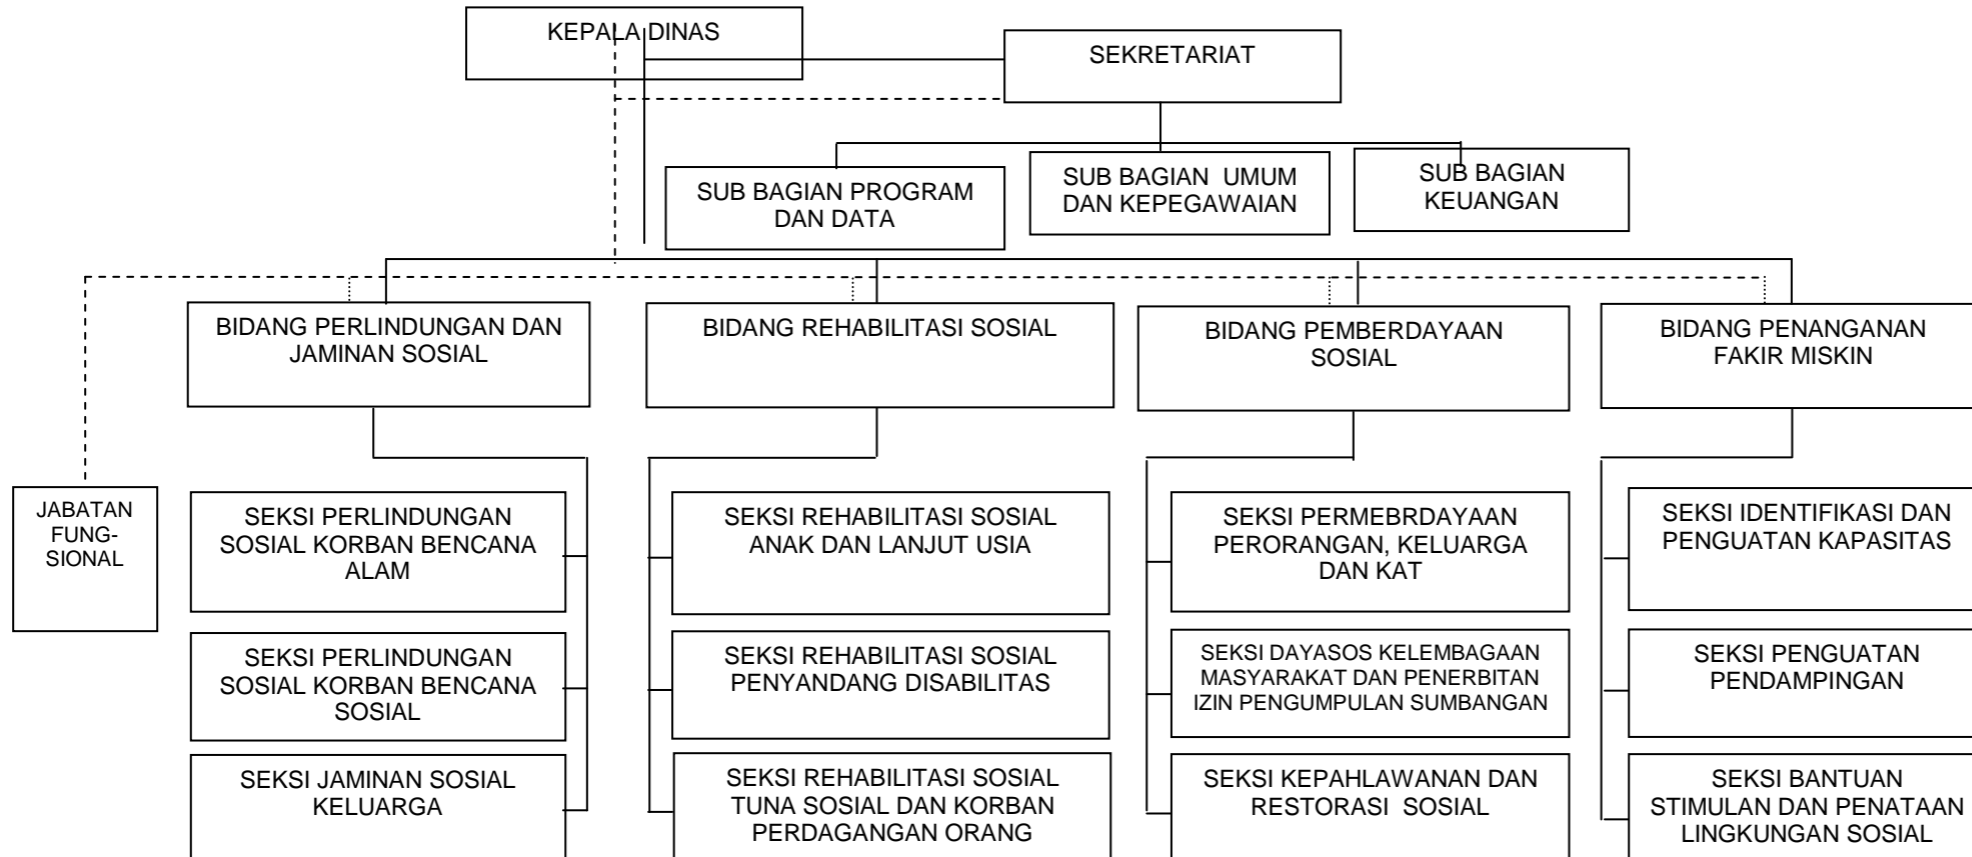 KEPALA DINAS
SEKRETARIAT
SUB BAGIAN PROGRAM
DAN DATA
SUB BAGIAN UMUM
DAN KEPEGAWAIAN
SUB BAGIAN
KEUANGAN
BIDANG PERLINDUNGAN DAN
JAMINAN SOSIAL
BIDANG REHABILITASI SOSIAL
BIDANG PEMBERDAYAAN
SOSIAL
BIDANG PENANGANAN
FAKIR MISKIN
JABATAN
FUNG-
SIONAL
SEKSI PERLINDUNGAN
SOSIAL KORBAN BENCANA
ALAM
SEKSI REHABILITASI SOSIAL
ANAK DAN LANJUT USIA
SEKSI PERMEBRDAYAAN
PERORANGAN, KELUARGA
DAN KAT
SEKSI IDENTIFIKASI DAN
PENGUATAN KAPASITAS
SEKSI PERLINDUNGAN
SOSIAL KORBAN BENCANA
SOSIAL
SEKSI REHABILITASI SOSIAL
PENYANDANG DISABILITAS
SEKSI DAYASOS KELEMBAGAAN
MASYARAKAT DAN PENERBITAN
IZIN PENGUMPULAN SUMBANGAN
SEKSI PENGUATAN
PENDAMPINGAN
SEKSI JAMINAN SOSIAL
KELUARGA
SEKSI REHABILITASI SOSIAL
TUNA SOSIAL DAN KORBAN
PERDAGANGAN ORANG
SEKSI KEPAHLAWANAN DAN
RESTORASI SOSIAL
SEKSI BANTUAN
STIMULAN DAN PENATAAN
LINGKUNGAN SOSIAL